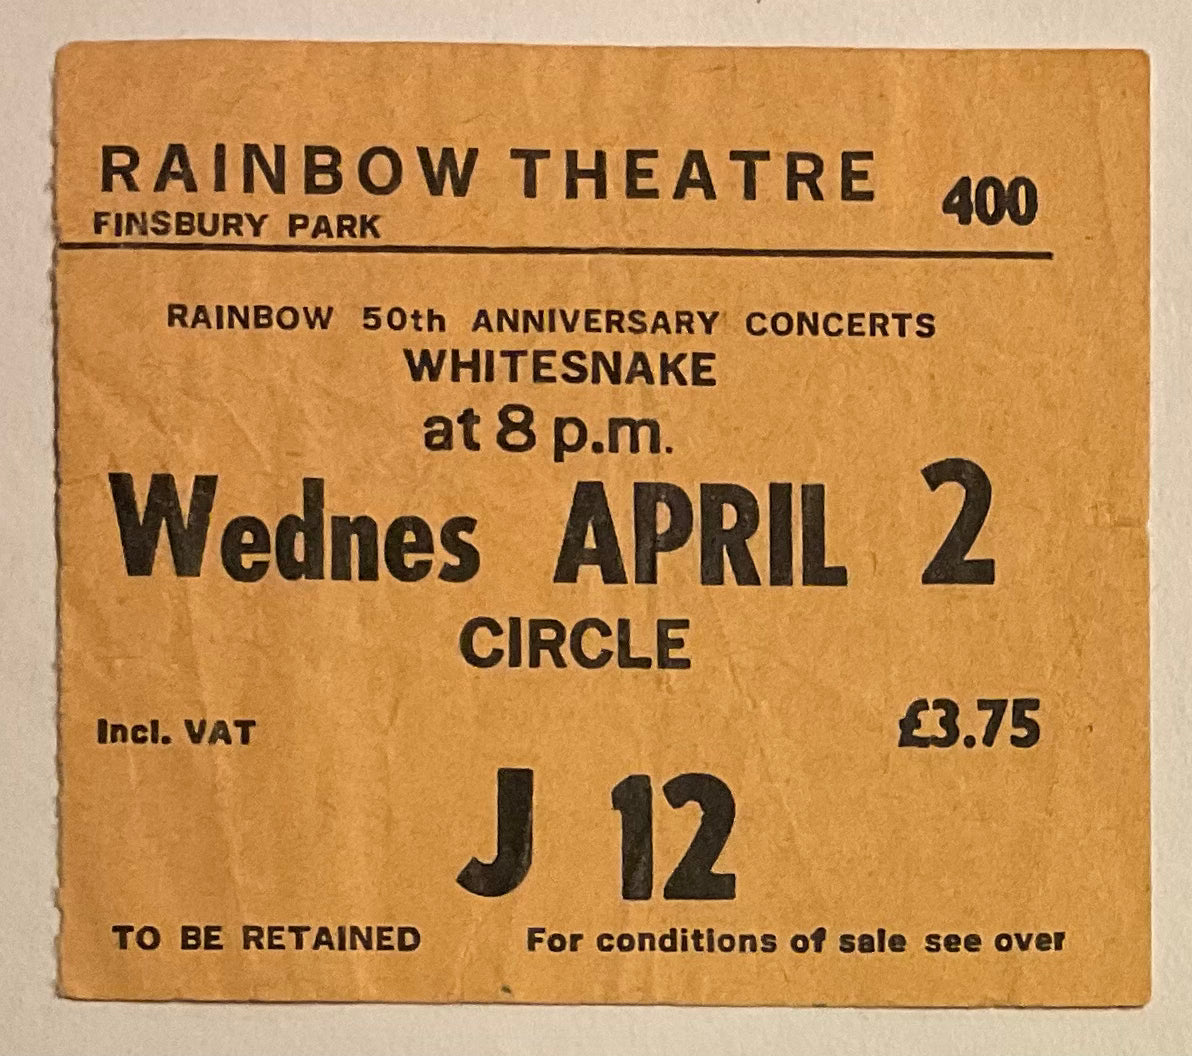 RAINBOW THEATRE 400
FINSBURY PARK
RAINBOW 50th ANNIVERSARY CONCERTS
WHITESNAKE
at 8 p.m.
Wednes APRIL 2
CIRCLE
Incl. VAT £3.75
J 12
TO BE RETAINED For conditions of sale see over